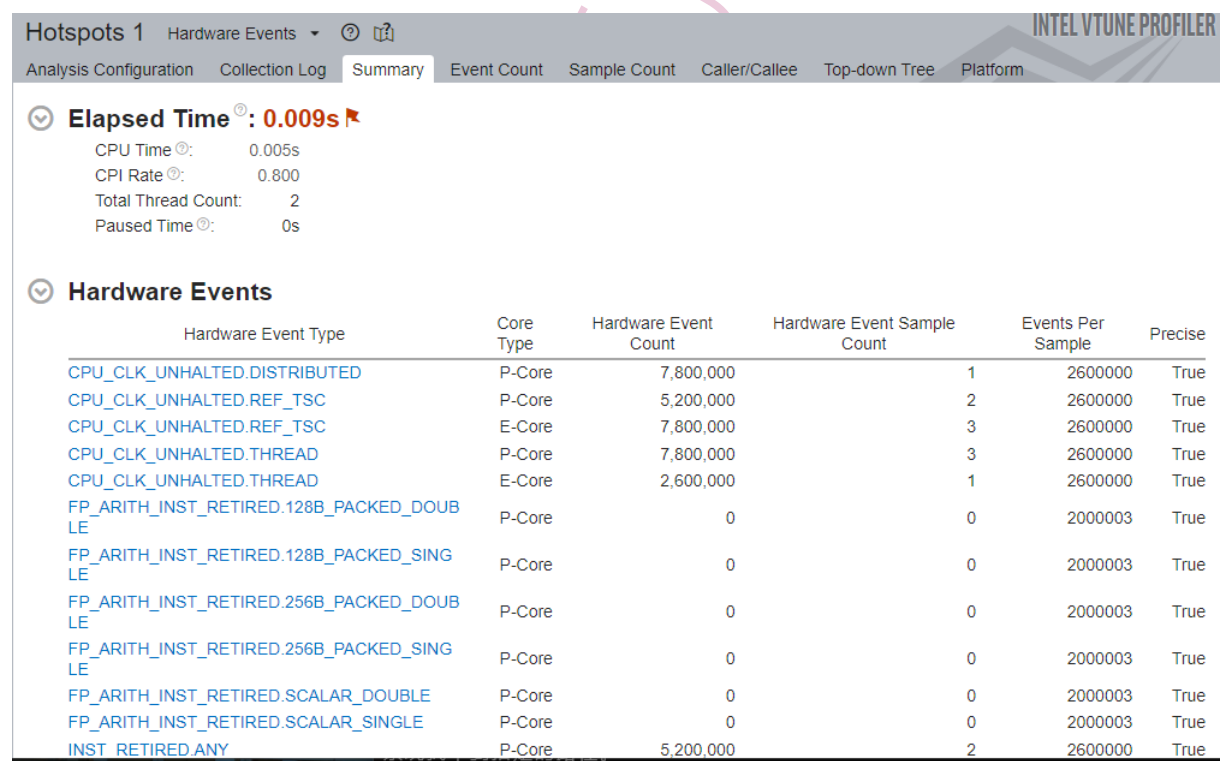 Hotspots 1 Hardware Events
INTEL VTUNE PROFILER
Analysis Configuration Collection Log Summary Event Count Sample Count Caller/Callee Top-down Tree Platform
Elapsed Time ?: 0.009s
CPU Time ?: 0.005s
CPI Rate ?: 0.800
Total Thread Count: 2
Paused Time ?: 0s
Hardware Events
Hardware Event Type Core Type Hardware Event Count Hardware Event Sample Count Events Per Sample Precise
CPU_CLK_UNHALTED.DISTRIBUTED P-Core 7,800,000 1 2600000 True
CPU_CLK_UNHALTED.REF_TSC P-Core 5,200,000 2 2600000 True
CPU_CLK_UNHALTED.REF_TSC E-Core 7,800,000 3 2600000 True
CPU_CLK_UNHALTED.THREAD P-Core 7,800,000 3 2600000 True
CPU_CLK_UNHALTED.THREAD E-Core 2,600,000 1 2600000 True
FP_ARITH_INST_RETIRED.128B_PACKED_DOUB
LE P-Core 0 0 2000003 True
FP_ARITH_INST_RETIRED.128B_PACKED_SING
LE P-Core 0 0 2000003 True
FP_ARITH_INST_RETIRED.256B_PACKED_DOUB
LE P-Core 0 0 2000003 True
FP_ARITH_INST_RETIRED.256B_PACKED_SING
LE P-Core 0 0 2000003 True
FP_ARITH_INST_RETIRED.SCALAR_DOUBLE P-Core 0 0 2000003 True
FP_ARITH_INST_RETIRED.SCALAR_SINGLE P-Core 0 0 2000003 True
INST_RETIRED.ANY P-Core 5,200,000 2 2600000 True